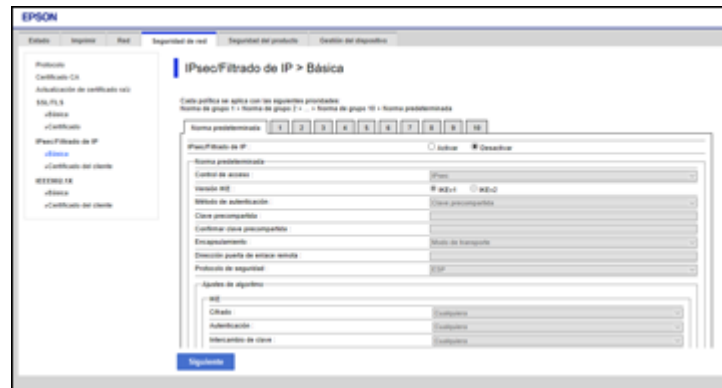 EPSON
Estado Imprimir Red Seguridad de red Seguridad del producto Gestión del dispositivo
Protocolo
Certificado CA
Actualización de certificado raíz
SSL/TLS
»Básica
»Certificado
IPsec/Filtrado de IP
»Básica
»Certificado del cliente
IEEE802.1X
»Básica
»Certificado del cliente
IPsec/Filtrado de IP > Básica
Cada política se aplica con las siguientes prioridades:
Norma de grupo 1 > Norma de grupo 2 > ... > Norma de grupo 10 > Norma predeterminada
Norma predeterminada 1 2 3 4 5 6 7 8 9 10
IPsec/Filtrado de IP : Activar Desactivar
Norma predeterminada
Control de acceso : IPsec
Versión IKE : IKEv1 IKEv2
Método de autenticación : Clave precompartida
Clave precompartida :
Confirmar clave precompartida :
Encapsulamiento : Modo de transporte
Dirección puerta de enlace remota :
Protocolo de seguridad : ESP
Ajustes de algoritmo
IKE
Cifrado : Cualquiera
Autenticación : Cualquiera
Intercambio de clave : Cualquiera
Siguiente